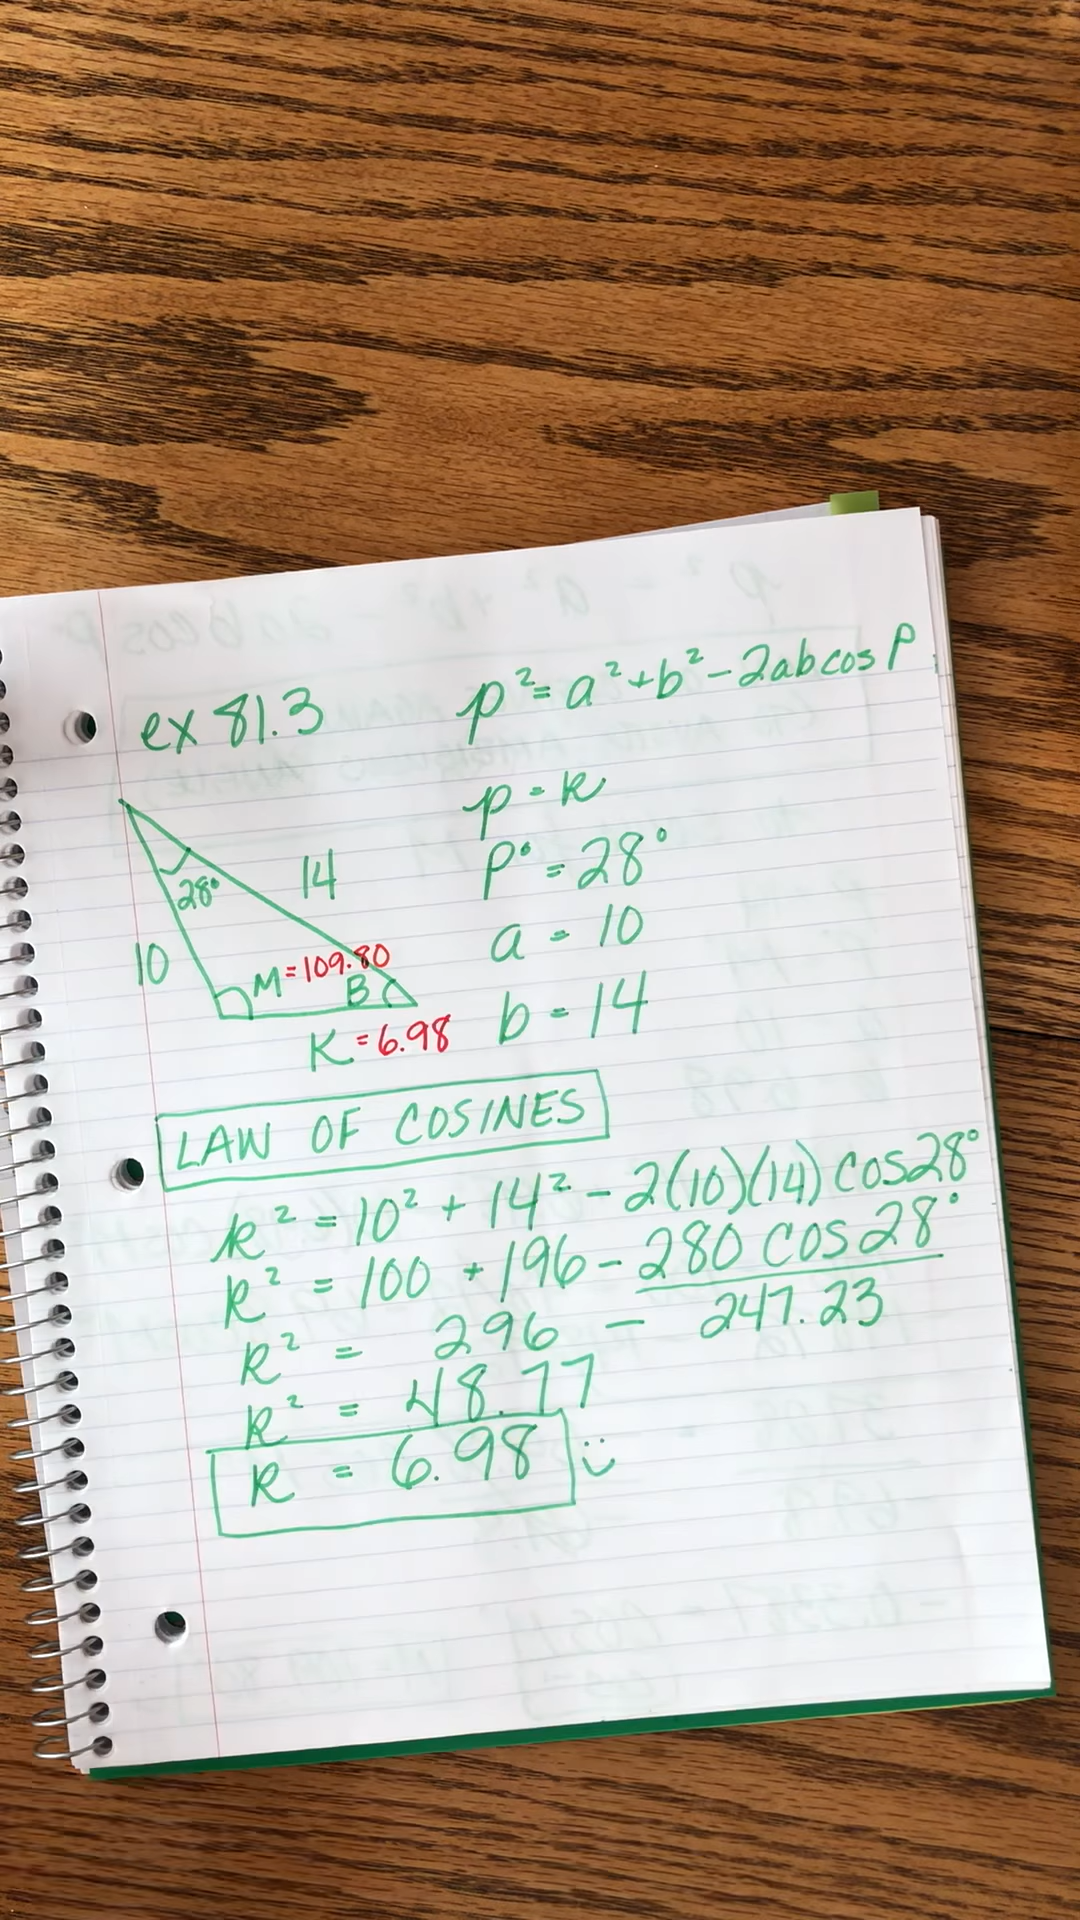 ex 81.3
p² = a² + b² - 2ab cos P
p = k
P° = 28°
a = 10
b = 14
28°
14
10
M = 109.80
B
K = 6.98
LAW OF COSINES
k² = 10² + 14² - 2(10)(14) cos 28°
k² = 100 + 196 - 280 cos 28°
k² = 296 - 247.23
k² = 48.77
k = 6.98 :)